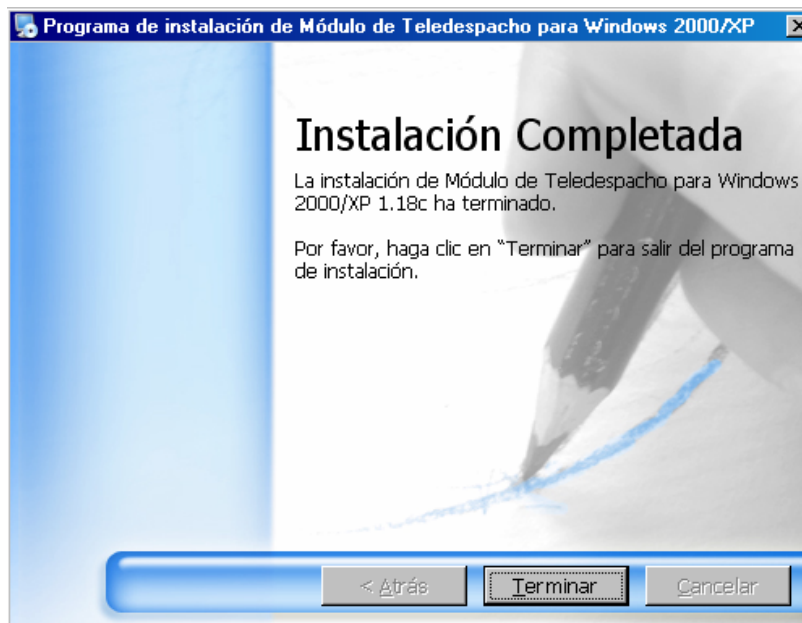 Programa de instalación de Módulo de Teledespacho para Windows 2000/XP
Instalación Completada
La instalación de Módulo de Teledespacho para Windows
2000/XP 1.18c ha terminado.
Por favor, haga clic en "Terminar" para salir del programa
de instalación.
< Atrás Terminar Cancelar